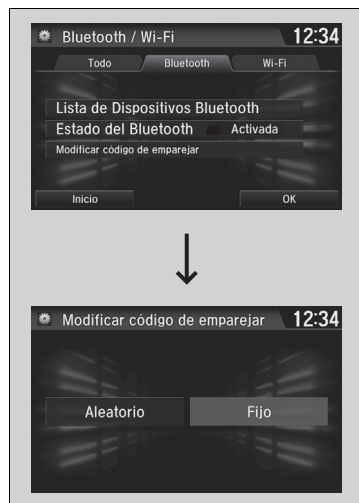 Bluetooth / Wi-Fi 12:34
Todo Bluetooth Wi-Fi
Lista de Dispositivos Bluetooth
Estado del Bluetooth Activada
Modificar código de emparejar
Inicio OK
Modificar código de emparejar 12:34
Aleatorio Fijo